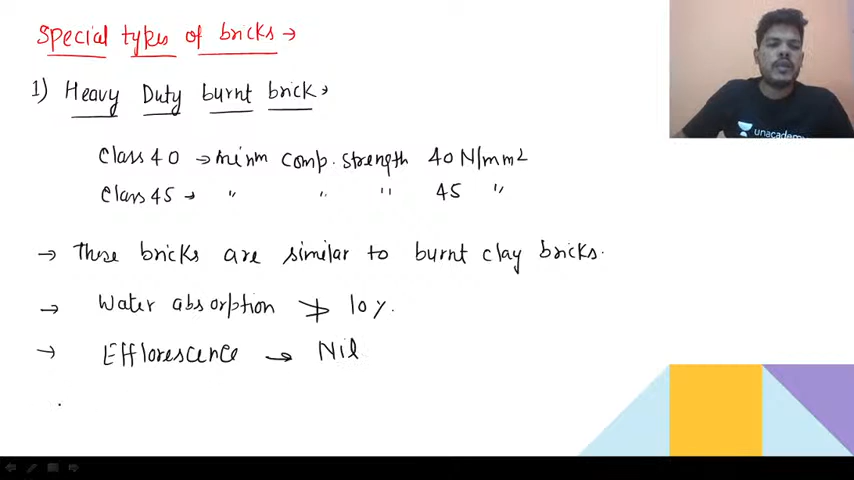 Special types of bricks →
1) Heavy Duty burnt brick →
Class 40 → minm comp. strength 40 N/mm2
Class 45 → " " " 45 "
→ These bricks are similar to burnt clay bricks.
→ Water absorption ≯ 10%.
→ Efflorescence → Nil
unacademy